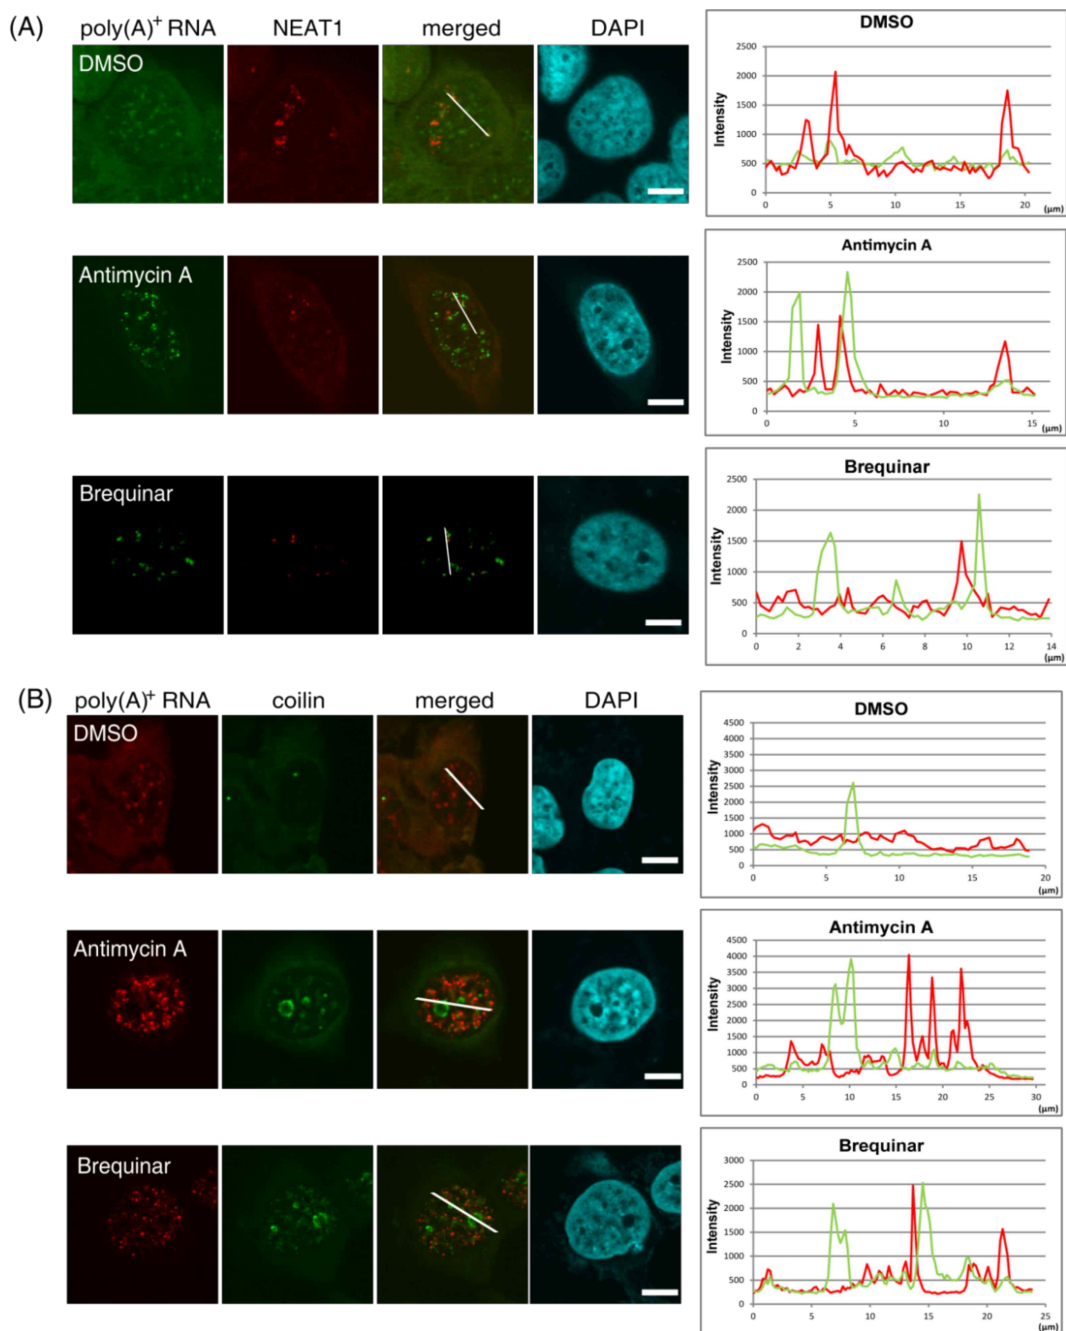 (A)
poly(A)+ RNA NEAT1 merged DAPI
DMSO
DMSO
Intensity
2500
2000
1500
1000
500
0
0 5 10 15 20
(μm)
Antimycin A
Antimycin A
Intensity
2500
2000
1500
1000
500
0
0 5 10 15
(μm)
Brequinar
Brequinar
Intensity
2500
2000
1500
1000
500
0
0 2 4 6 8 10 12 14
(μm)
(B)
poly(A)+ RNA coilin merged DAPI
DMSO
DMSO
Intensity
4500
4000
3500
3000
2500
2000
1500
1000
500
0
0 5 10 15 20
(μm)
Antimycin A
Antimycin A
Intensity
4500
4000
3500
3000
2500
2000
1500
1000
500
0
0 5 10 15 20 25 30
(μm)
Brequinar
Brequinar
Intensity
3000
2500
2000
1500
1000
500
0
0 5 10 15 20 25
(μm)